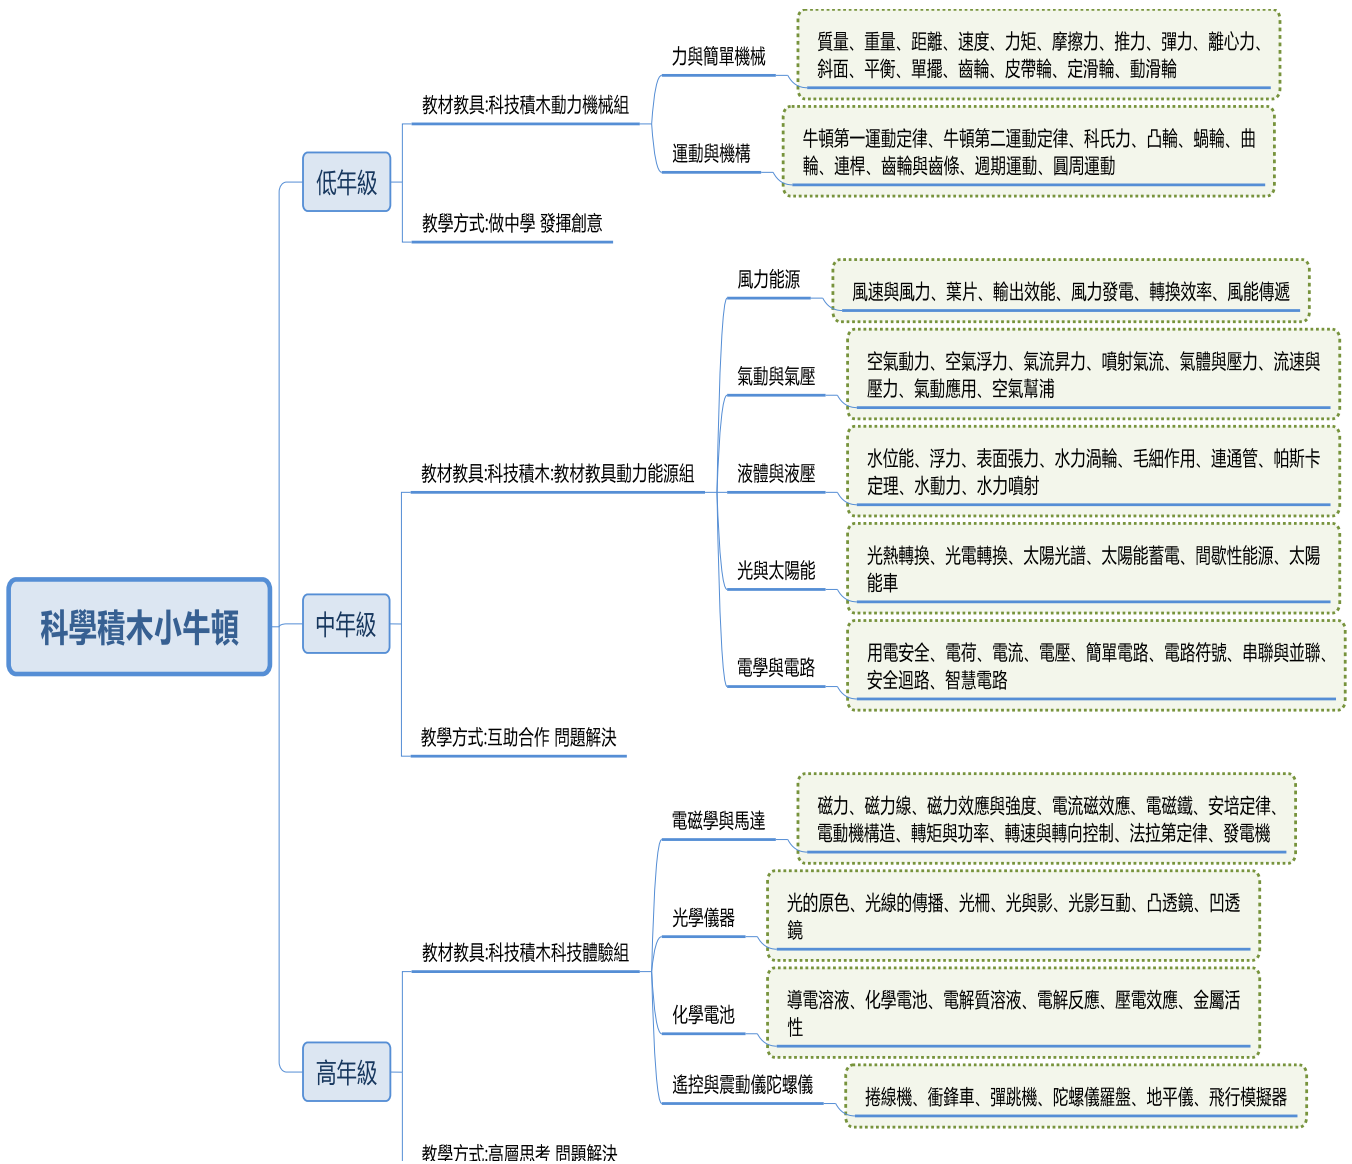 科學積木小牛頓
低年級
教材教具:科技積木動力機械組
力與簡單機械
質量、重量、距離、速度、力矩、摩擦力、推力、彈力、離心力、
斜面、平衡、單擺、齒輪、皮帶輪、定滑輪、動滑輪
運動與機構
牛頓第一運動定律、牛頓第二運動定律、科氏力、凸輪、蝸輪、曲
輪、連桿、齒輪與齒條、週期運動、圓周運動
教學方式:做中學 發揮創意
中年級
教材教具:科技積木:教材教具動力能源組
風力能源
風速與風力、葉片、輸出效能、風力發電、轉換效率、風能傳遞
氣動與氣壓
空氣動力、空氣浮力、氣流昇力、噴射氣流、氣體與壓力、流速與
壓力、氣動應用、空氣幫浦
液體與液壓
水位能、浮力、表面張力、水力渦輪、毛細作用、連通管、帕斯卡
定理、水動力、水力噴射
光與太陽能
光熱轉換、光電轉換、太陽光譜、太陽能蓄電、間歇性能源、太陽
能車
電學與電路
用電安全、電荷、電流、電壓、簡單電路、電路符號、串聯與並聯、
安全迴路、智慧電路
教學方式:互助合作 問題解決
高年級
教材教具:科技積木科技體驗組
電磁學與馬達
磁力、磁力線、磁力效應與強度、電流磁效應、電磁鐵、安培定律、
電動機構造、轉矩與功率、轉速與轉向控制、法拉第定律、發電機
光學儀器
光的原色、光線的傳播、光柵、光與影、光影互動、凸透鏡、凹透
鏡
化學電池
導電溶液、化學電池、電解質溶液、電解反應、壓電效應、金屬活
性
遙控與震動儀陀螺儀
捲線機、衝鋒車、彈跳機、陀螺儀羅盤、地平儀、飛行模擬器
教學方式:高層思考 問題解決